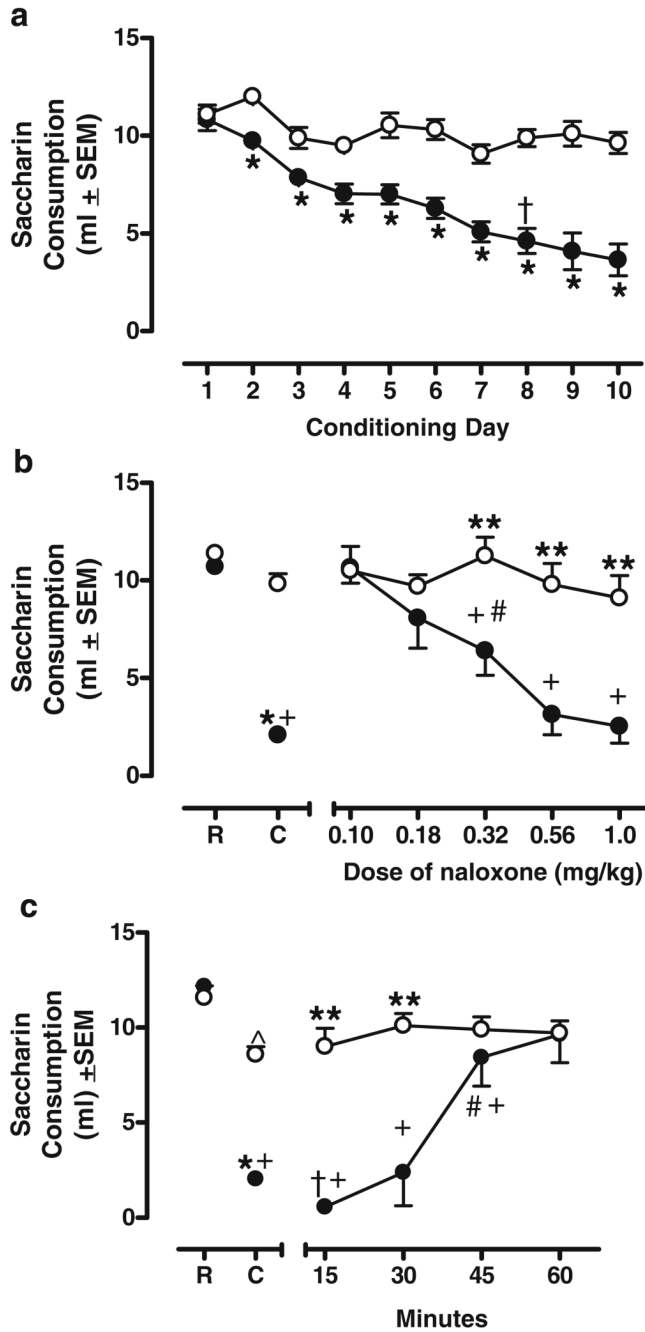 a
15
10
5
0
Saccharin
Consumption
(ml ± SEM)
* * * * * * † * * *
1 2 3 4 5 6 7 8 9 10
Conditioning Day
b
15
10
5
0
Saccharin
Consumption
(ml ± SEM)
** ** **
+ # + +
*+
R C 0.10 0.18 0.32 0.56 1.0
Dose of naloxone (mg/kg)
c
15
10
5
0
Saccharin
Consumption
(ml) ±SEM
^ ** **
*+ †+ + # +
R C 15 30 45 60
Minutes